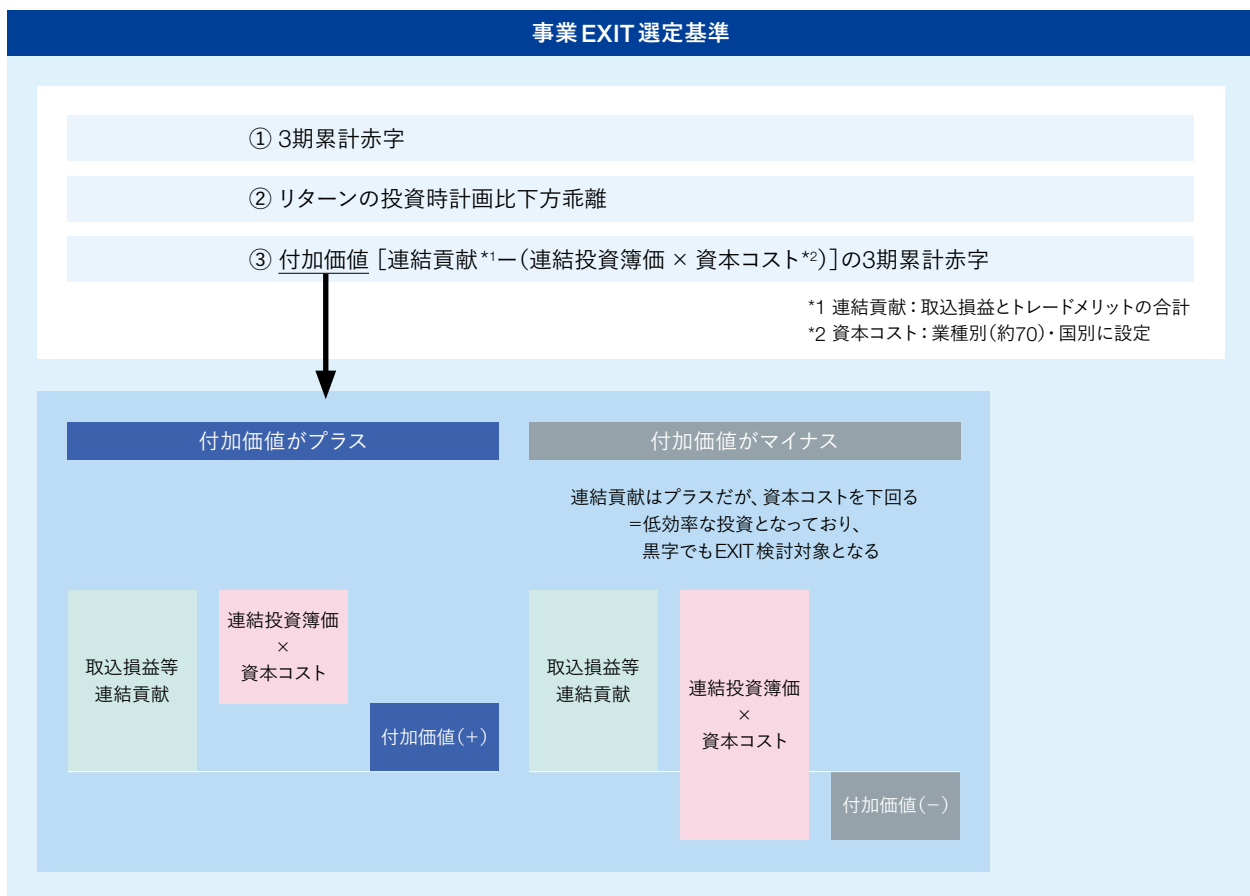 事業EXIT選定基準
① 3期累計赤字
② リターンの投資時計画比下方乖離
③ 付加価値［連結貢献*1ー（連結投資簿価 × 資本コスト*2）］の3期累計赤字
*1 連結貢献：取込損益とトレードメリットの合計
*2 資本コスト：業種別（約70）・国別に設定
付加価値がプラス
付加価値がマイナス
連結貢献はプラスだが、資本コストを下回る
＝低効率な投資となっており、
黒字でもEXIT検討対象となる
取込損益等
連結貢献
連結投資簿価
×
資本コスト
付加価値（+）
取込損益等
連結貢献
連結投資簿価
×
資本コスト
付加価値（−）